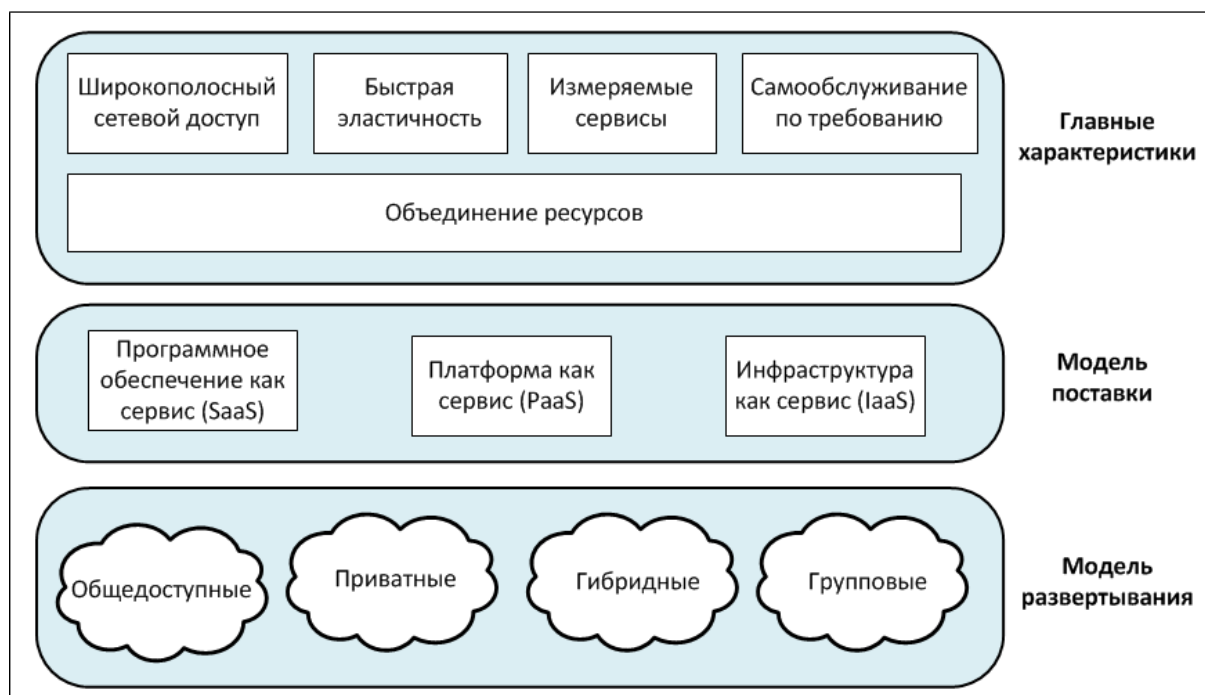 Широкополосный
сетевой доступ
Быстрая
эластичность
Измеряемые
сервисы
Самообслуживание
по требованию
Объединение ресурсов
Главные
характеристики
Программное
обеспечение как
сервис (SaaS)
Платформа как
сервис (PaaS)
Инфраструктура
как сервис (IaaS)
Модель
поставки
Общедоступные
Приватные
Гибридные
Групповые
Модель
развертывания